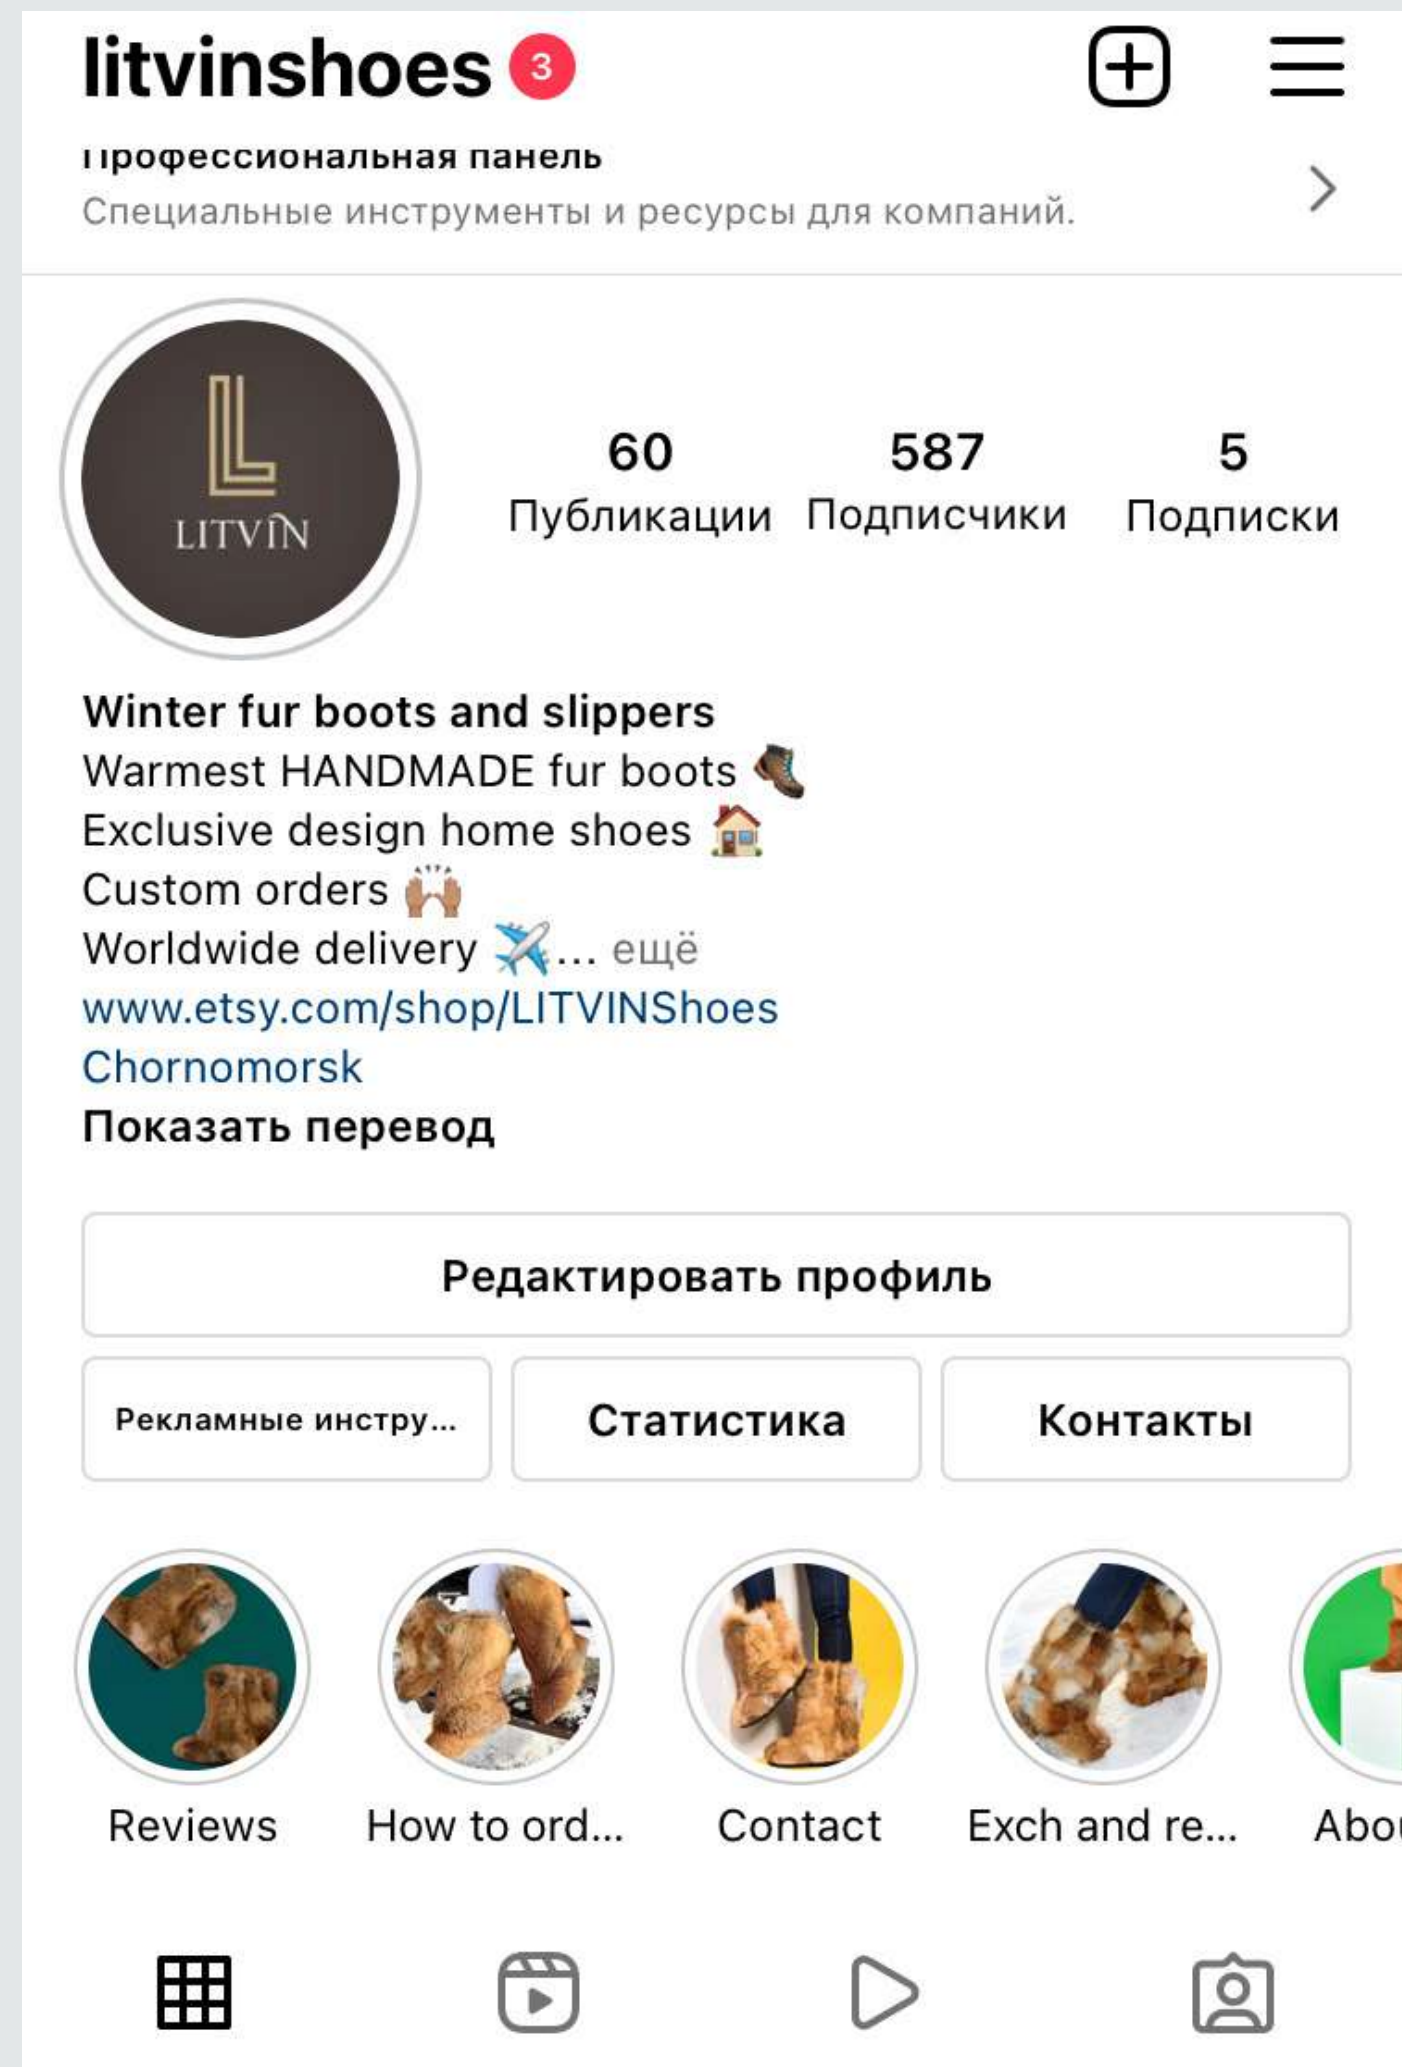 litvinshoes 3
Профессиональная панель
Специальные инструменты и ресурсы для компаний.
LITVIN
60 587 5
Публикации Подписчики Подписки
Winter fur boots and slippers
Warmest HANDMADE fur boots 🥾
Exclusive design home shoes 🏠
Custom orders 🙌🏽
Worldwide delivery ✈️... ещё
www.etsy.com/shop/LITVINShoes
Chornomorsk
Показать перевод
Редактировать профиль
Рекламные инстру... Статистика Контакты
Reviews How to ord... Contact Exch and re... Abou